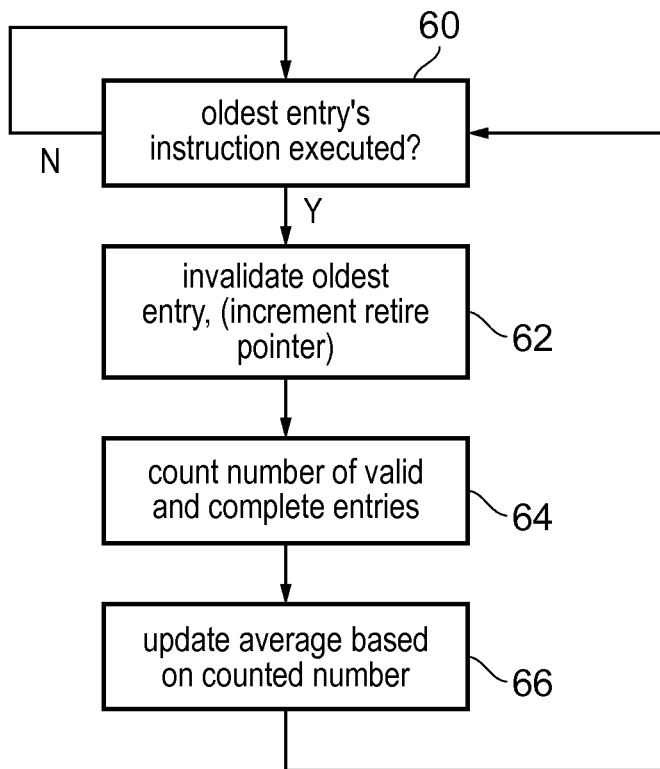 60
oldest entry's
instruction executed?
N
Y
invalidate oldest
entry, (increment retire
pointer)
62
count number of valid
and complete entries
64
update average based
on counted number
66